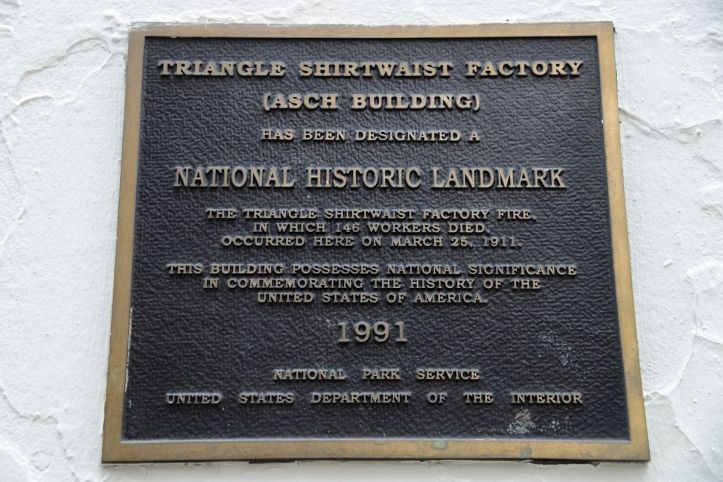 TRIANGLE SHIRTWAIST FACTORY
(ASCH BUILDING)
HAS BEEN DESIGNATED A
NATIONAL HISTORIC LANDMARK
THE TRIANGLE SHIRTWAIST FACTORY FIRE,
IN WHICH 146 WORKERS DIED,
OCCURRED HERE ON MARCH 25, 1911.
THIS BUILDING POSSESSES NATIONAL SIGNIFICANCE
IN COMMEMORATING THE HISTORY OF THE
UNITED STATES OF AMERICA.
1991
NATIONAL PARK SERVICE
UNITED STATES DEPARTMENT OF THE INTERIOR